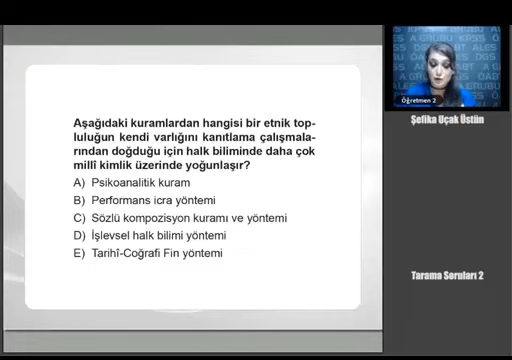 Aşağıdaki kuramlardan hangisi bir etnik top-
luluğun kendi varlığını kanıtlama çalışmala-
rından doğduğu için halk biliminde daha çok
millî kimlik üzerinde yoğunlaşır?
A) Psikoanalitik kuram
B) Performans icra yöntemi
C) Sözlü kompozisyon kuramı ve yöntemi
D) İşlevsel halk bilimi yöntemi
E) Tarihî-Coğrafi Fin yöntemi
Öğretmen 2
Şefika Uçak Üstün
Tarama Soruları 2